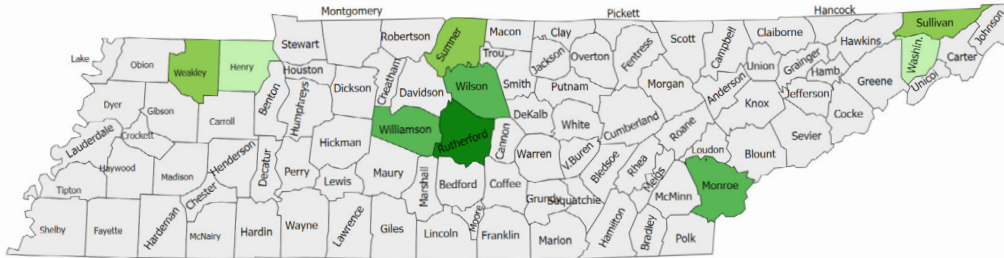 Montgomery
Pickett
Hancock
Lake
Obion
Weakley
Henry
Stewart
Houston
Robertson
Sumner
Macon
Trou.
Clay
Jackson
Overton
Fentress
Scott
Campbell
Claiborne
Union
Grainger
Hamb.
Hawkins
Sullivan
Johnson
Washin.
Carter
Unicoi
Greene
Dyer
Gibson
Carroll
Benton
Humphreys
Dickson
Cheatham
Davidson
Wilson
Smith
Putnam
Morgan
Anderson
Knox
Jefferson
Cocke
Sevier
Lauderdale
Crockett
Haywood
Madison
Henderson
Decatur
Perry
Hickman
Williamson
Rutherford
Cannon
DeKalb
White
Warren
V.Buren
Cumberland
Bledsoe
Roane
Rhea
Meigs
Loudon
Blount
Monroe
McMinn
Tipton
Chester
Lewis
Maury
Marshall
Bedford
Coffee
Grundy
Sequatchie
Shelby
Fayette
Hardeman
McNairy
Hardin
Wayne
Lawrence
Giles
Lincoln
Moore
Franklin
Marion
Hamilton
Bradley
Polk